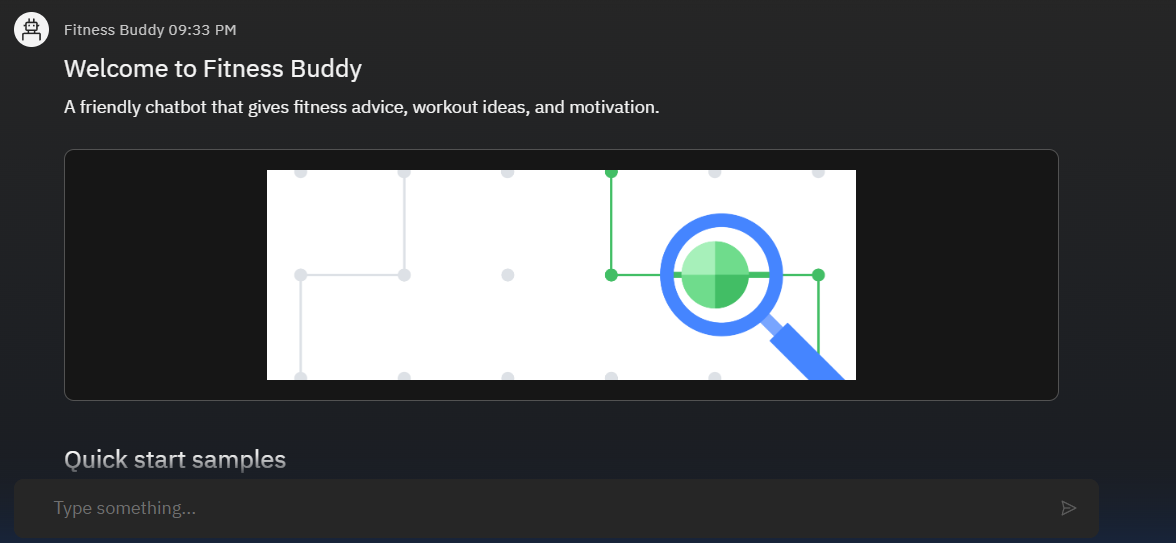 Fitness Buddy 09:33 PM
Welcome to Fitness Buddy
A friendly chatbot that gives fitness advice, workout ideas, and motivation.
Quick start samples
Type something...